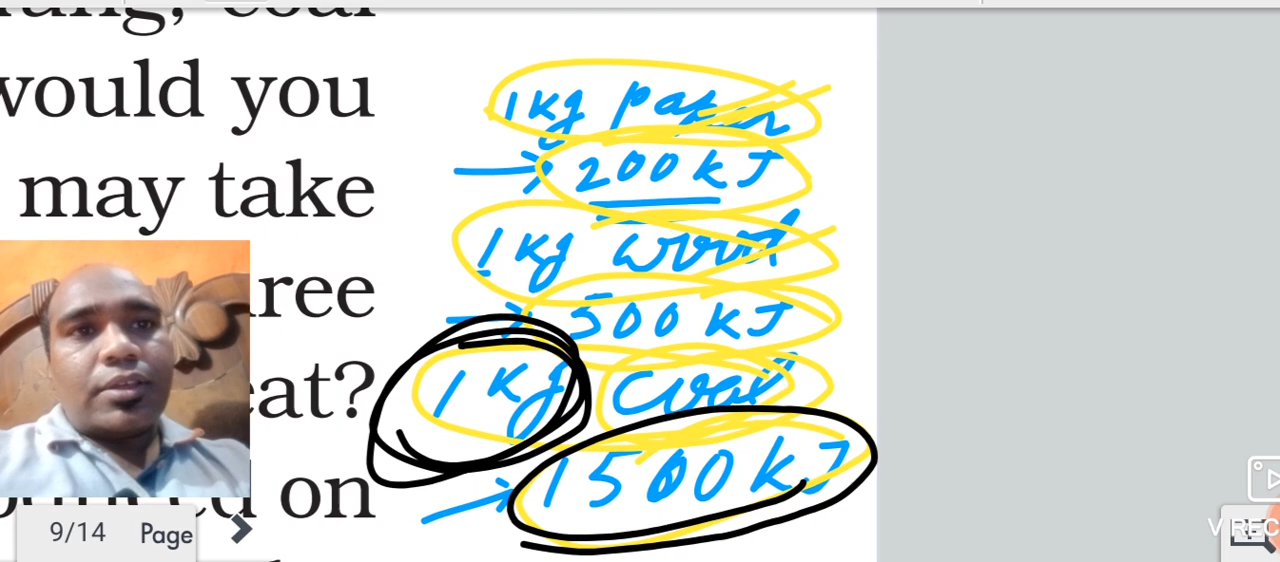 would you
may take
ree
eat?
on
1 kg paper
200 kJ
1 kg wood
500 kJ
1 kg coal
1500 kJ
9/14 Page
V REC